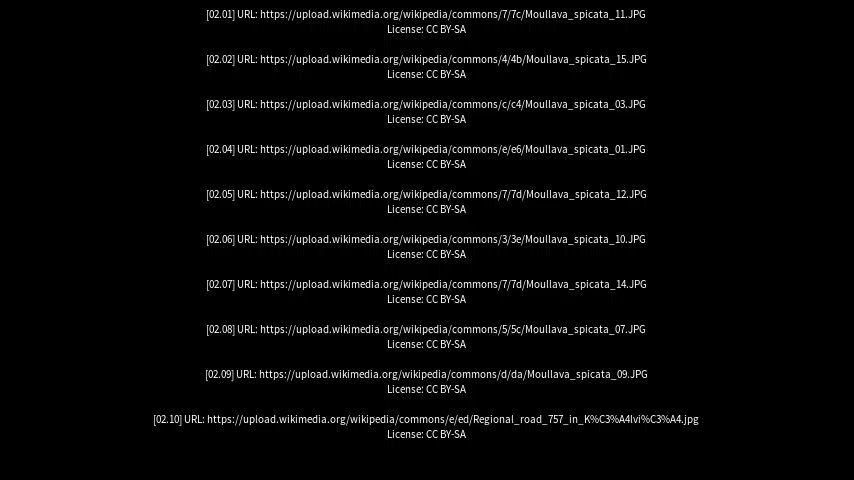 [02.01] URL: https://upload.wikimedia.org/wikipedia/commons/7/7c/Moullava_spicata_11.JPG
License: CC BY-SA
[02.02] URL: https://upload.wikimedia.org/wikipedia/commons/4/4b/Moullava_spicata_15.JPG
License: CC BY-SA
[02.03] URL: https://upload.wikimedia.org/wikipedia/commons/c/c4/Moullava_spicata_03.JPG
License: CC BY-SA
[02.04] URL: https://upload.wikimedia.org/wikipedia/commons/e/e6/Moullava_spicata_01.JPG
License: CC BY-SA
[02.05] URL: https://upload.wikimedia.org/wikipedia/commons/7/7d/Moullava_spicata_12.JPG
License: CC BY-SA
[02.06] URL: https://upload.wikimedia.org/wikipedia/commons/3/3e/Moullava_spicata_10.JPG
License: CC BY-SA
[02.07] URL: https://upload.wikimedia.org/wikipedia/commons/7/7d/Moullava_spicata_14.JPG
License: CC BY-SA
[02.08] URL: https://upload.wikimedia.org/wikipedia/commons/5/5c/Moullava_spicata_07.JPG
License: CC BY-SA
[02.09] URL: https://upload.wikimedia.org/wikipedia/commons/d/da/Moullava_spicata_09.JPG
License: CC BY-SA
[02.10] URL: https://upload.wikimedia.org/wikipedia/commons/e/ed/Regional_road_757_in_K%C3%A4lvi%C3%A4.jpg
License: CC BY-SA